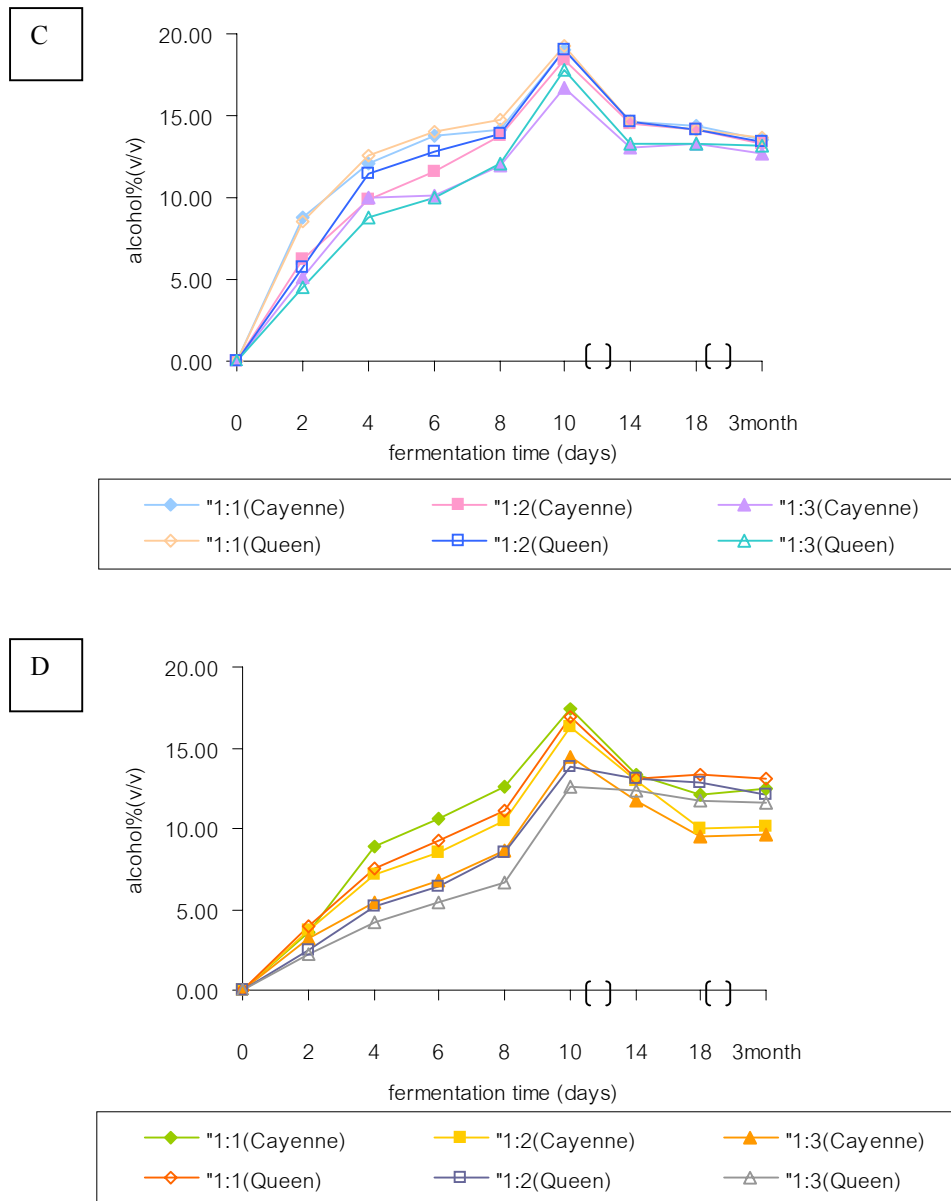 C
20.00
15.00
10.00
5.00
0.00
alcohol%(v/v)
0 2 4 6 8 10 14 18 3month
fermentation time (days)
"1:1(Cayenne) "1:2(Cayenne) "1:3(Cayenne)
"1:1(Queen) "1:2(Queen) "1:3(Queen)
D
20.00
15.00
10.00
5.00
0.00
alcohol%(v/v)
0 2 4 6 8 10 14 18 3month
fermentation time (days)
"1:1(Cayenne) "1:2(Cayenne) "1:3(Cayenne)
"1:1(Queen) "1:2(Queen) "1:3(Queen)